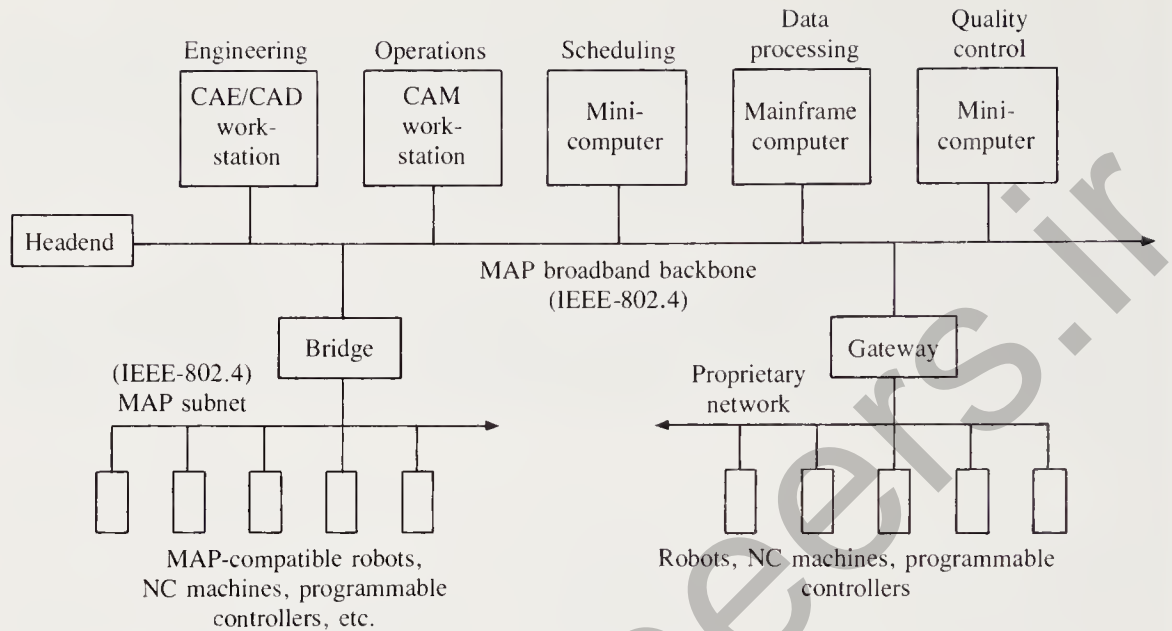 Engineering
Operations
Scheduling
Data
processing
Quality
control
CAE/CAD
work-
station
CAM
work-
station
Mini-
computer
Mainframe
computer
Mini-
computer
Headend
MAP broadband backbone
(IEEE-802.4)
Bridge
Gateway
(IEEE-802.4)
MAP subnet
Proprietary
network
MAP-compatible robots,
NC machines, programmable
controllers, etc.
Robots, NC machines, programmable
controllers
eers.ir